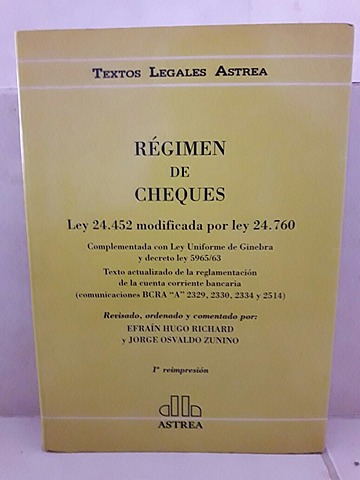 TEXTOS LEGALES ASTREA
RÉGIMEN
DE
CHEQUES
Ley 24.452 modificada por ley 24.760
Complementada con Ley Uniforme de Ginebra
y decreto ley 5965/63
Texto actualizado de la reglamentación
de la cuenta corriente bancaria
(comunicaciones BCRA "A" 2329, 2330, 2334 y 2514)
Revisado, ordenado y comentado por:
EFRAÍN HUGO RICHARD
y JORGE OSVALDO ZUNINO
1ª reimpresión
ASTREA